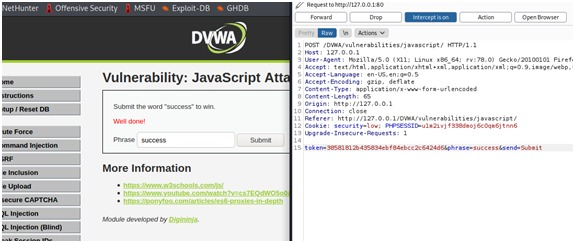 NetHunter Offensive Security MSFU Exploit-DB GHDB
DVWA
ome
structions
etup / Reset DB
ute Force
ommand Injection
SRF
le Inclusion
le Upload
secure CAPTCHA
QL Injection
QL Injection (Blind)
eak Session IDs
Vulnerability: JavaScript Atta
Submit the word "success" to win.
Well done!
Phrase success Submit
More Information
https://www.w3schools.com/js/
https://www.youtube.com/watch?v=cs7EQdWO5o0
https://ponyfoo.com/articles/es6-proxies-in-depth
Module developed by Digininja.
Request to http://127.0.0.1:80
Forward Drop Intercept is on Action Open Browser
Pretty Raw \n Actions
1 POST /DVWA/vulnerabilities/javascript/ HTTP/1.1
2 Host: 127.0.0.1
3 User-Agent: Mozilla/5.0 (X11; Linux x86_64; rv:78.0) Gecko/20100101 Firef
4 Accept: text/html,application/xhtml+xml,application/xml;q=0.9,image/webp,
5 Accept-Language: en-US,en;q=0.5
6 Accept-Encoding: gzip, deflate
7 Content-Type: application/x-www-form-urlencoded
8 Content-Length: 65
9 Origin: http://127.0.0.1
10 Connection: close
11 Referer: http://127.0.0.1/DVWA/vulnerabilities/javascript/
12 Cookie: security=low; PHPSESSID=
13 Upgrade-Insecure-Requests: 1
14
15 token=38581812b435834ebf84ebcc2c6424d6&phrase=success&send=Submit